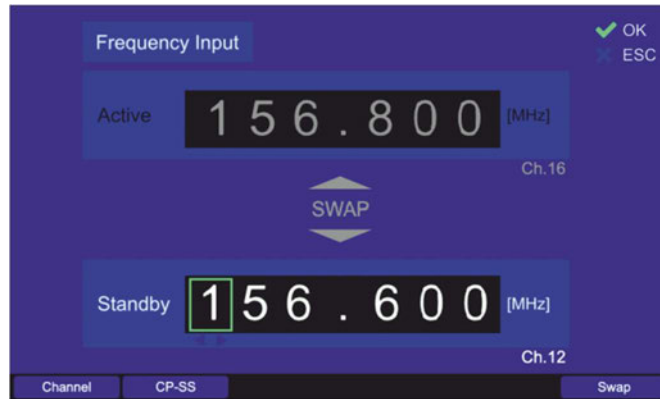 Frequency Input
OK
ESC
Active 156.800 [MHz]
Ch.16
SWAP
Standby 156.600 [MHz]
Ch.12
Channel CP-SS Swap